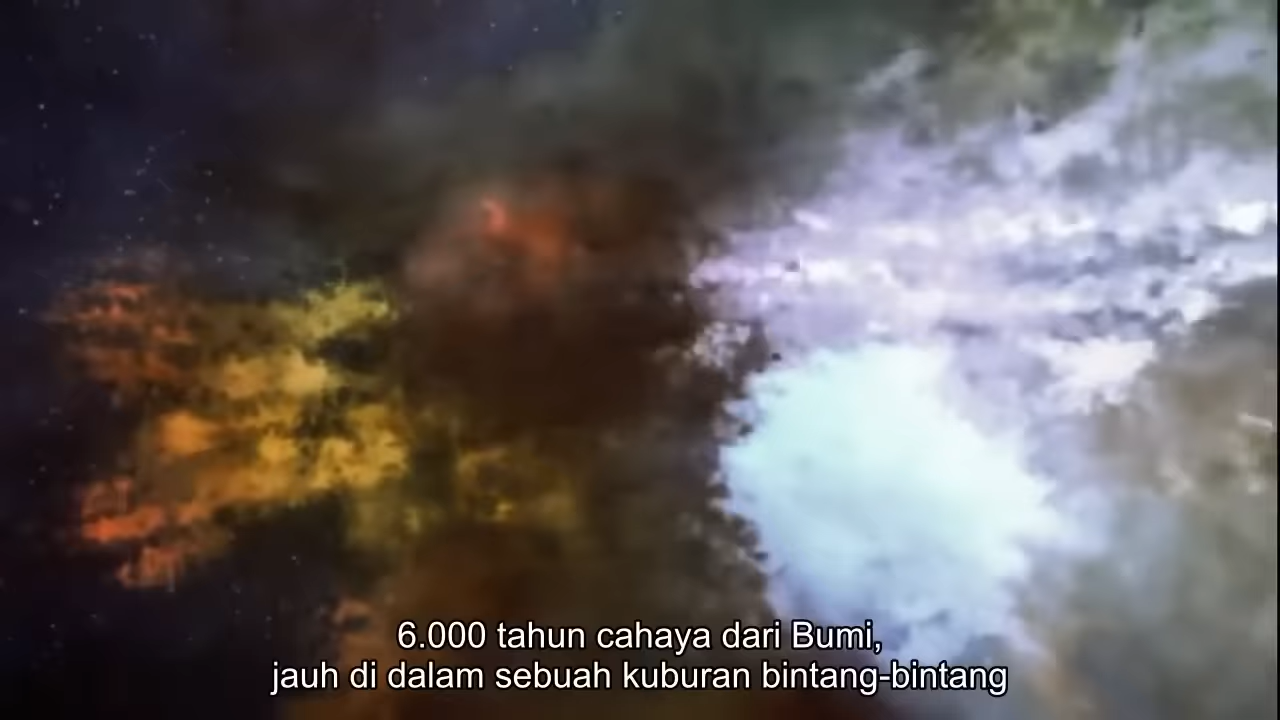 6.000 tahun cahaya dari Bumi,
jauh di dalam sebuah kuburan bintang-bintang